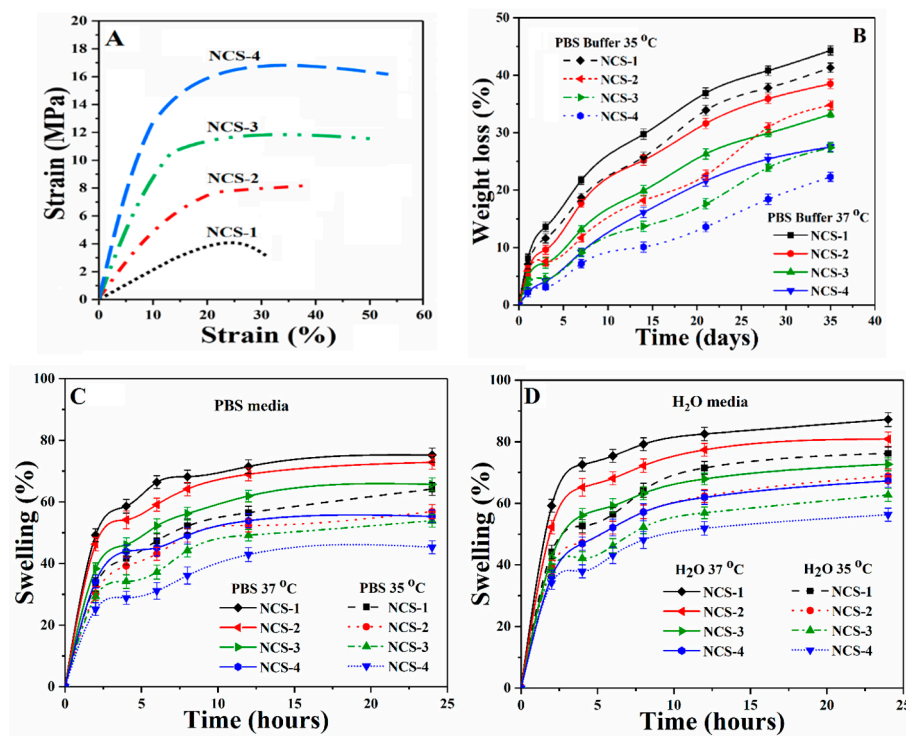 A
20
18
16
14
12
10
8
6
4
2
0
Strain (MPa)
NCS-4
NCS-3
NCS-2
NCS-1
0 10 20 30 40 50 60
Strain (%)
B
50
40
30
20
10
0
Weight loss (%)
PBS Buffer 35 °C
NCS-1
NCS-2
NCS-3
NCS-4
PBS Buffer 37 °C
NCS-1
NCS-2
NCS-3
NCS-4
0 5 10 15 20 25 30 35 40
Time (days)
C
PBS media
100
80
60
40
20
0
Swelling (%)
PBS 37 °C PBS 35 °C
NCS-1 NCS-1
NCS-2 NCS-2
NCS-3 NCS-3
NCS-4 NCS-4
0 5 10 15 20 25
Time (hours)
D
H₂O media
100
80
60
40
20
0
Swelling (%)
H₂O 37 °C H₂O 35 °C
NCS-1 NCS-1
NCS-2 NCS-2
NCS-3 NCS-3
NCS-4 NCS-4
0 5 10 15 20 25
Time (hours)